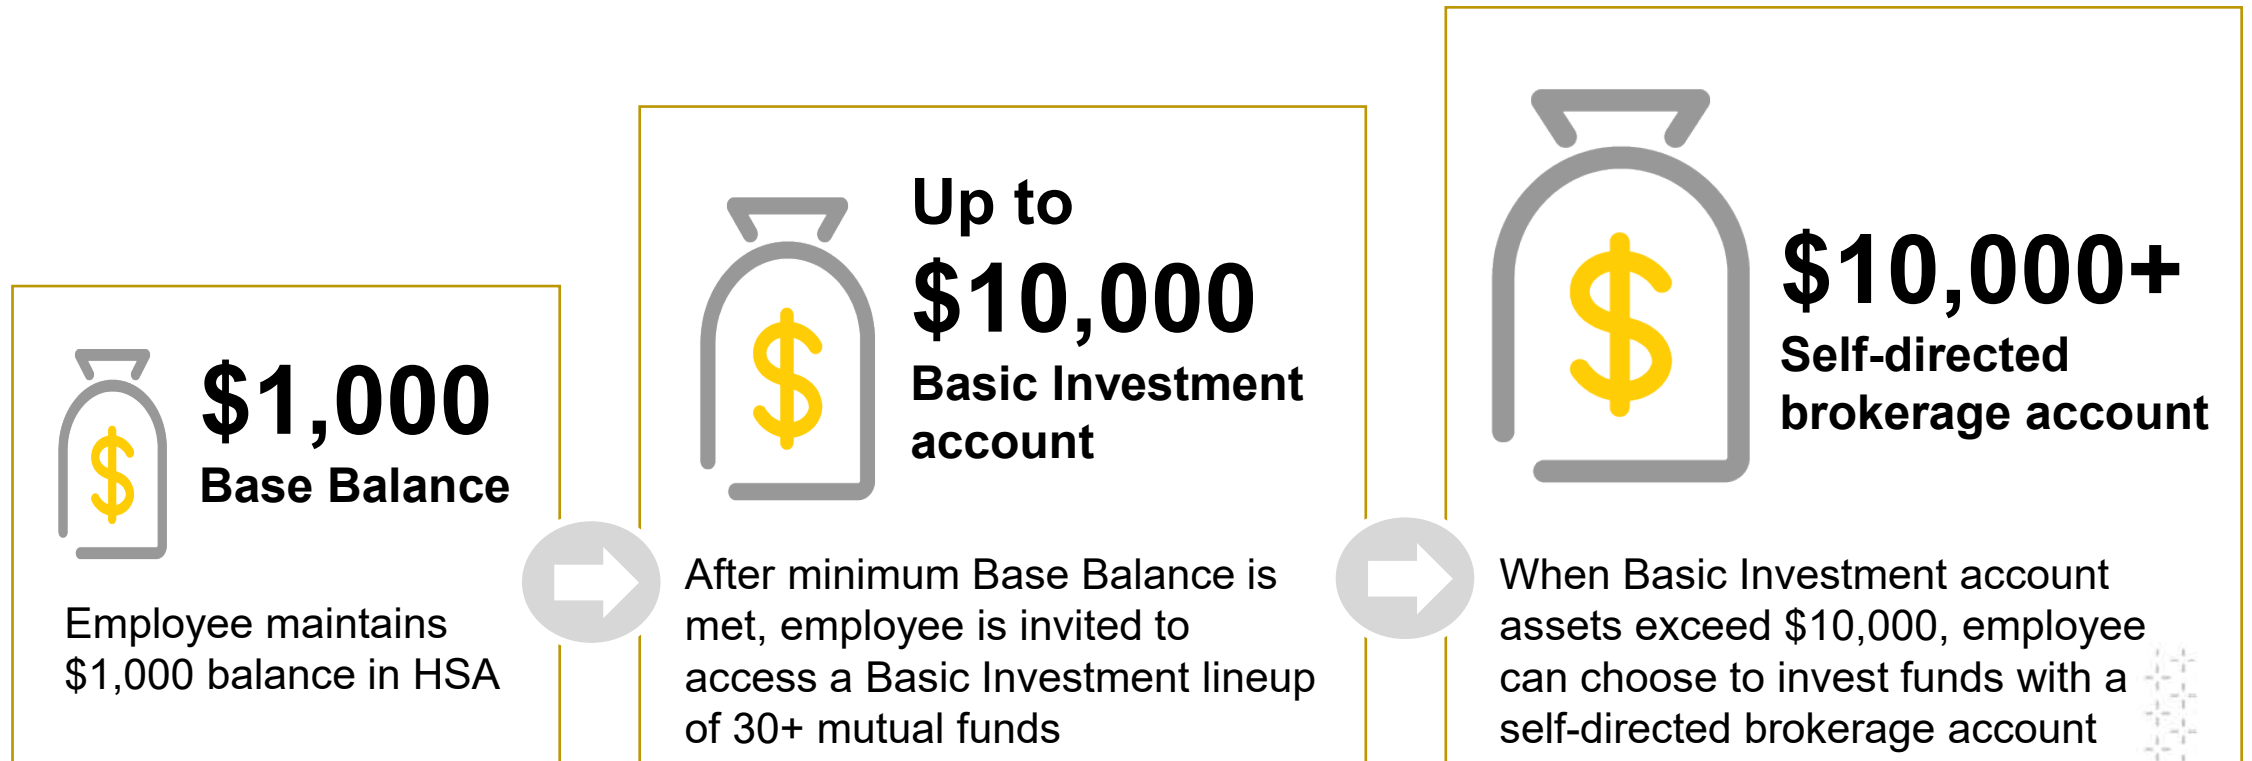 $1,000
Base Balance
Employee maintains
$1,000 balance in HSA
Up to
$10,000
Basic Investment
account
After minimum Base Balance is
met, employee is invited to
access a Basic Investment lineup
of 30+ mutual funds
$10,000+
Self-directed
brokerage account
When Basic Investment account
assets exceed $10,000, employee
can choose to invest funds with a
self-directed brokerage account